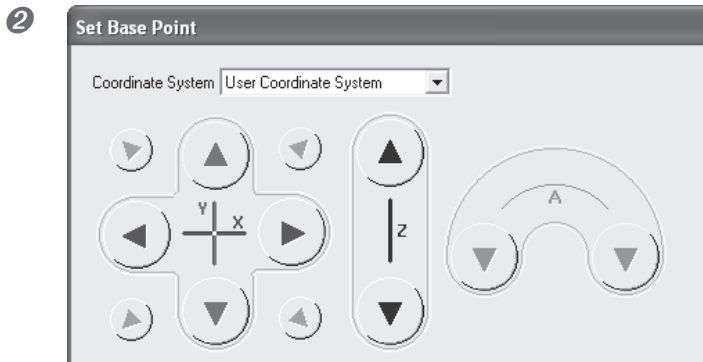 ❷
Set Base Point
Coordinate System User Coordinate System
Y X
Z
A